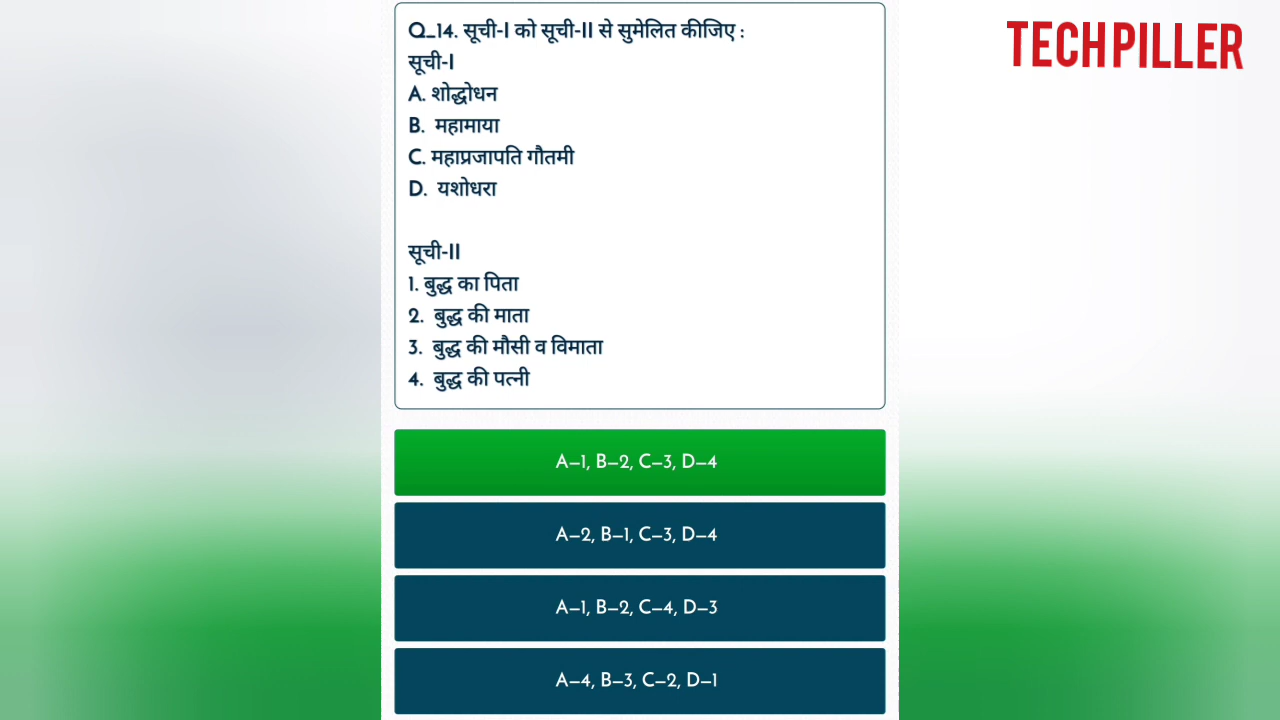 TECHPILLER
Q_14. सूची-I को सूची-II से सुमेलित कीजिए :
सूची-I
A. शोद्धोधन
B. महामाया
C. महाप्रजापति गौतमी
D. यशोधरा
सूची-II
1. बुद्ध का पिता
2. बुद्ध की माता
3. बुद्ध की मौसी व विमाता
4. बुद्ध की पत्नी
A–1, B–2, C–3, D–4
A–2, B–1, C–3, D–4
A–1, B–2, C–4, D–3
A–4, B–3, C–2, D–1